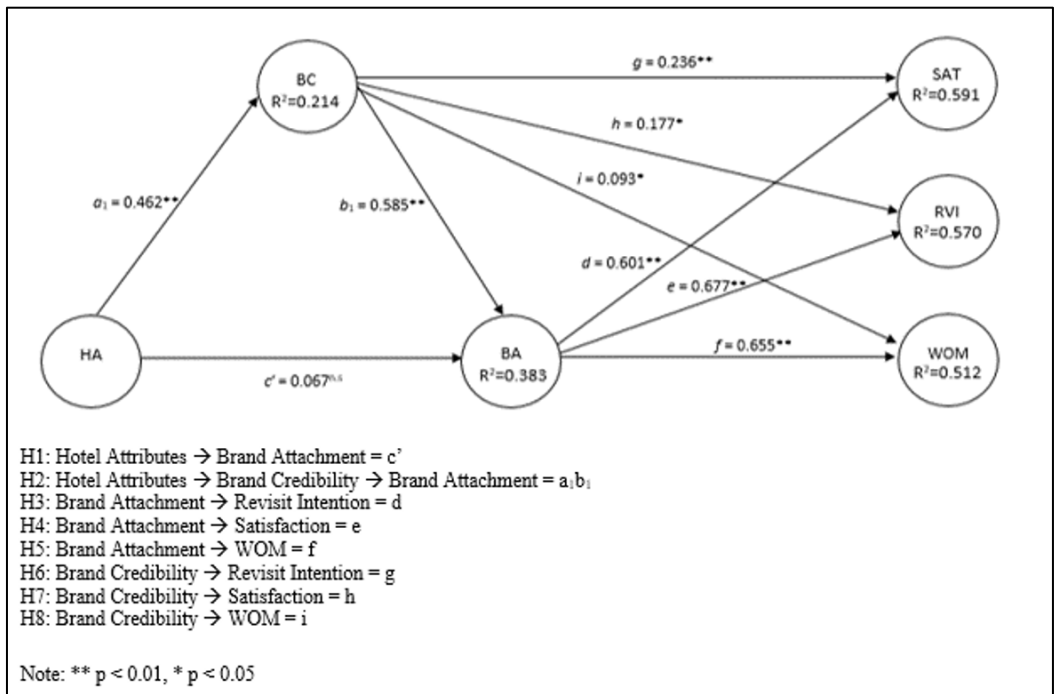 BC
R²=0.214
g = 0.236**
SAT
R²=0.591
h = 0.177*
i = 0.093*
a₁ = 0.462**
b₁ = 0.585**
RVI
R²=0.570
d = 0.601**
e = 0.677**
HA
BA
R²=0.383
f = 0.655**
WOM
R²=0.512
c' = 0.067ⁿ·ˢ
H1: Hotel Attributes → Brand Attachment = c’
H2: Hotel Attributes → Brand Credibility → Brand Attachment = a₁b₁
H3: Brand Attachment → Revisit Intention = d
H4: Brand Attachment → Satisfaction = e
H5: Brand Attachment → WOM = f
H6: Brand Credibility → Revisit Intention = g
H7: Brand Credibility → Satisfaction = h
H8: Brand Credibility → WOM = i
Note: ** p < 0.01, * p < 0.05